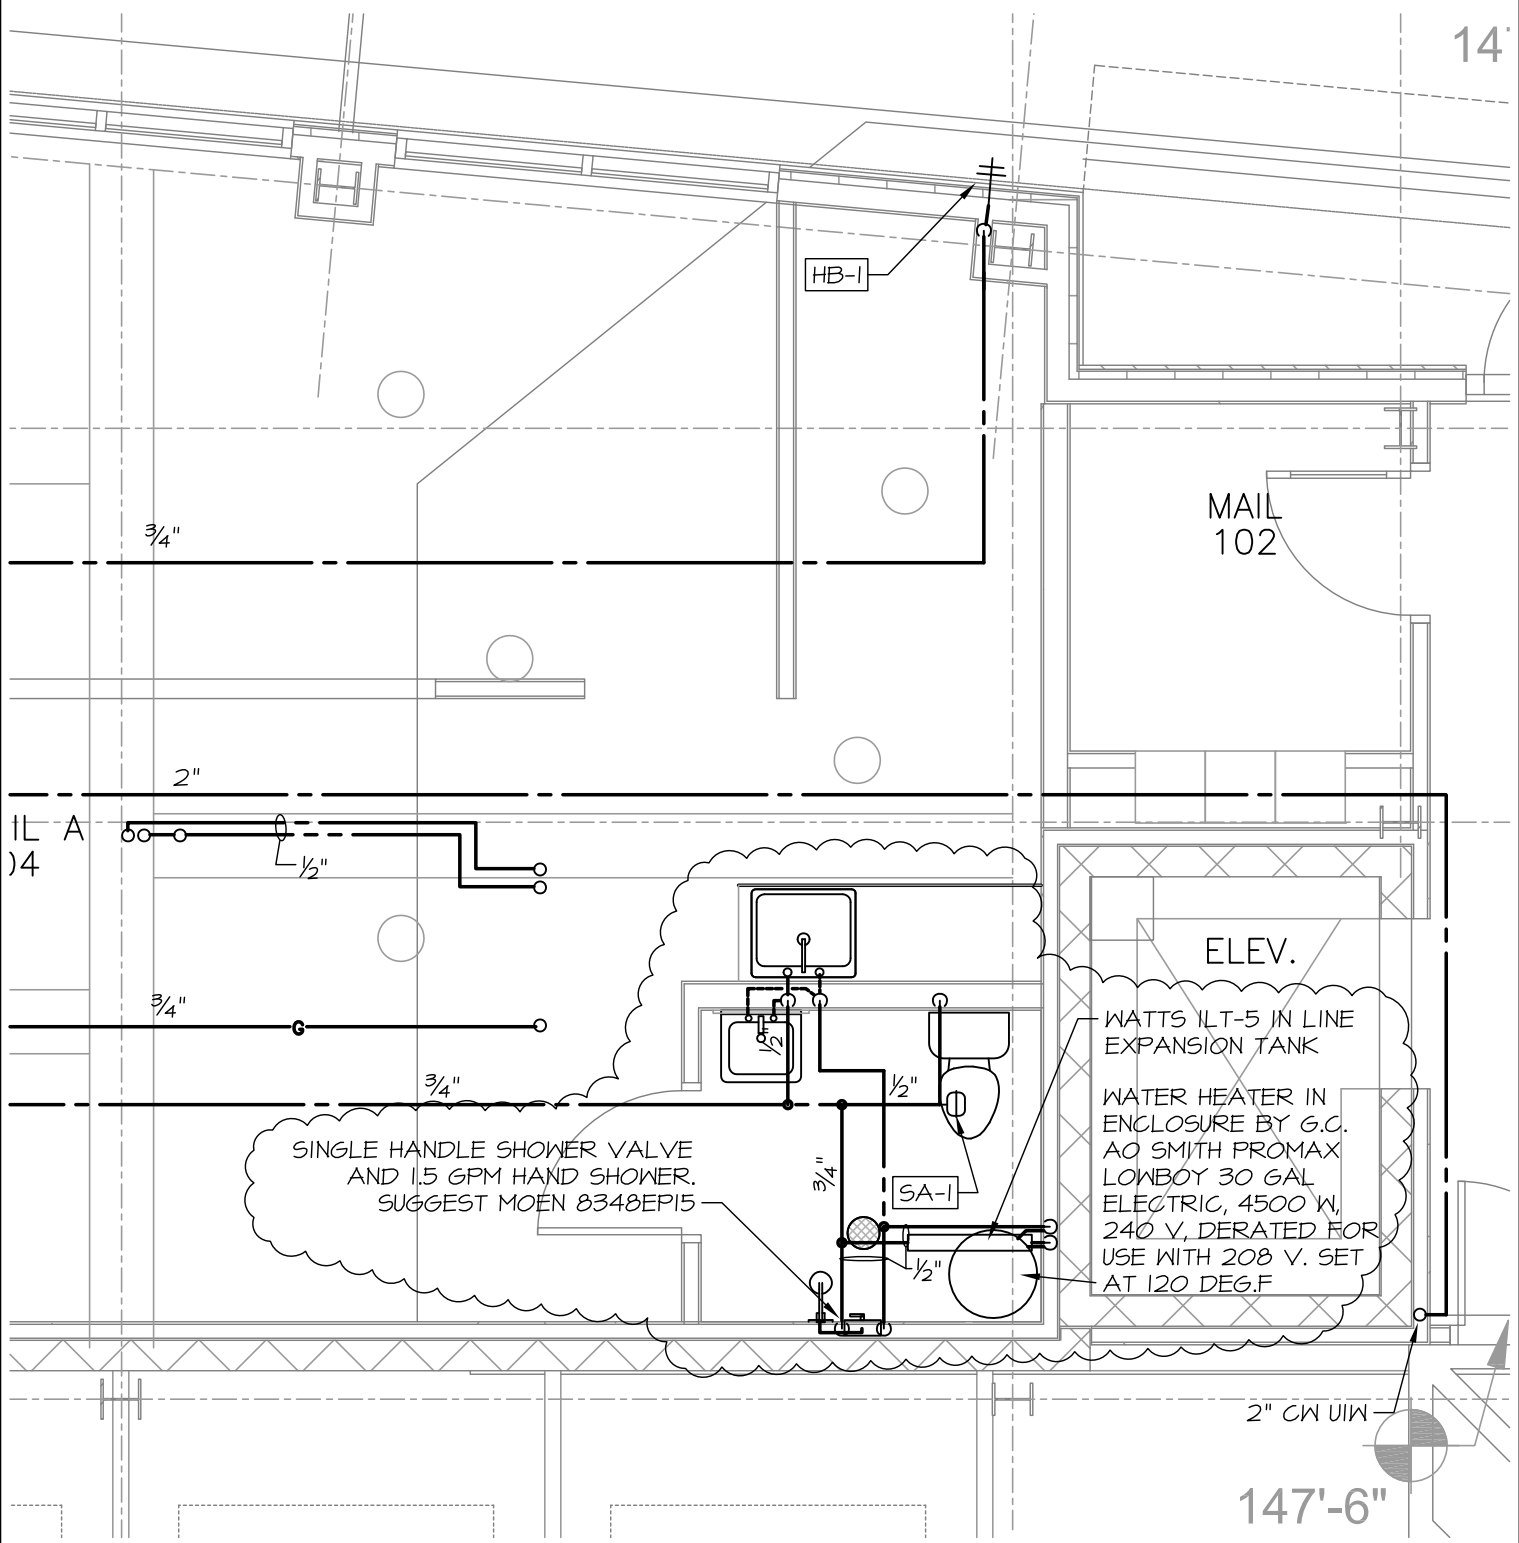 14'
HB-1
MAIL
102
3/4"
2"
IL A
04
1/2"
ELEV.
3/4"
G
1/2"
WATTS ILT-5 IN LINE
EXPANSION TANK
3/4"
1/2"
WATER HEATER IN
ENCLOSURE BY G.C.
AO SMITH PROMAX
LOWBOY 30 GAL
ELECTRIC, 4500 W,
240 V, DERATED FOR
USE WITH 208 V. SET
AT 120 DEG.F
SINGLE HANDLE SHOWER VALVE
AND 1.5 GPM HAND SHOWER.
SUGGEST MOEN 8348EP15
3/4"
SA-1
1/2"
2" CW UIW
147'-6"